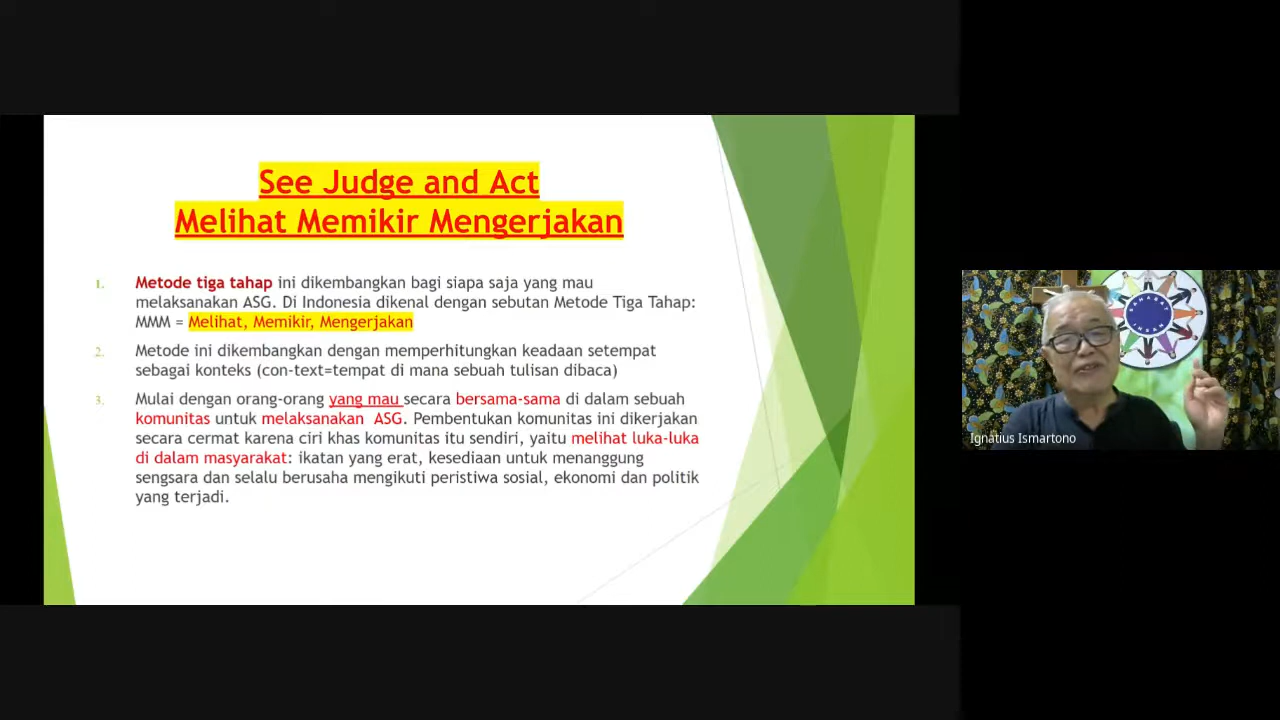 See Judge and Act
Melihat Memikir Mengerjakan
1. Metode tiga tahap ini dikembangkan bagi siapa saja yang mau
melaksanakan ASG. Di Indonesia dikenal dengan sebutan Metode Tiga Tahap:
MMM = Melihat, Memikir, Mengerjakan
2. Metode ini dikembangkan dengan memperhitungkan keadaan setempat
sebagai konteks (con-text=tempat di mana sebuah tulisan dibaca)
3. Mulai dengan orang-orang yang mau secara bersama-sama di dalam sebuah
komunitas untuk melaksanakan ASG. Pembentukan komunitas ini dikerjakan
secara cermat karena ciri khas komunitas itu sendiri, yaitu melihat luka-luka
di dalam masyarakat: ikatan yang erat, kesediaan untuk menanggung
sengsara dan selalu berusaha mengikuti peristiwa sosial, ekonomi dan politik
yang terjadi.
SAHABAT
INSAN
Ignatius Ismartono